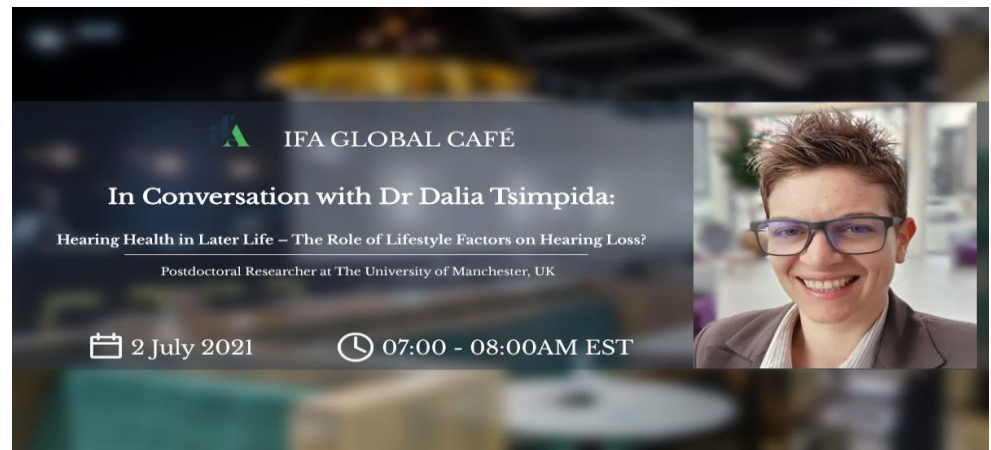 ifA IFA GLOBAL CAFÉ
In Conversation with Dr Dalia Tsimpida:
Hearing Health in Later Life – The Role of Lifestyle Factors on Hearing Loss?
Postdoctoral Researcher at The University of Manchester, UK
2 July 2021 07:00 - 08:00AM EST